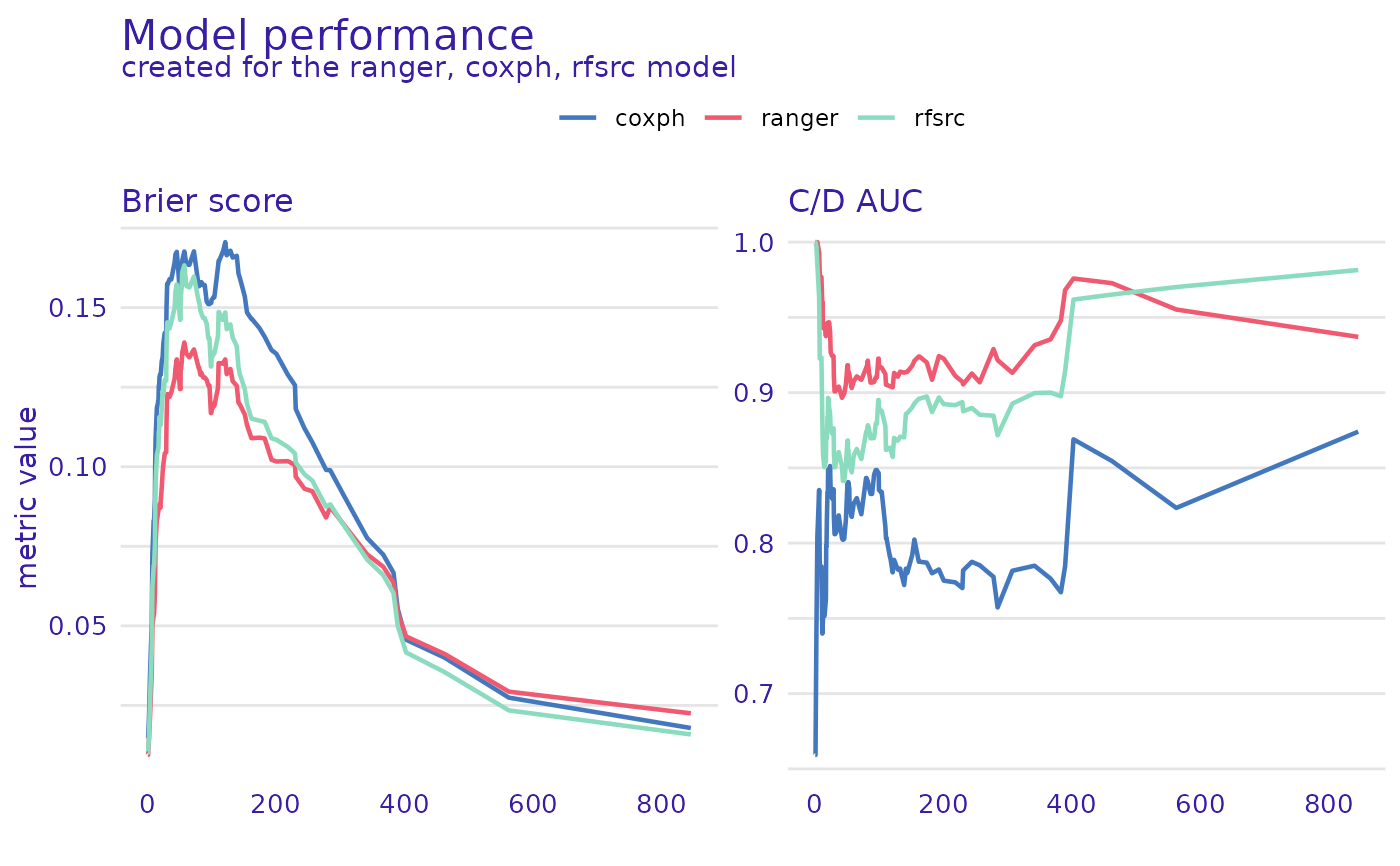 Model performance
created for the ranger, coxph, rfsrc model
coxph ranger rfsrc
Brier score
C/D AUC
metric value
0.15
0.10
0.05
0 200 400 600 800
1.0
0.9
0.8
0.7
0 200 400 600 800